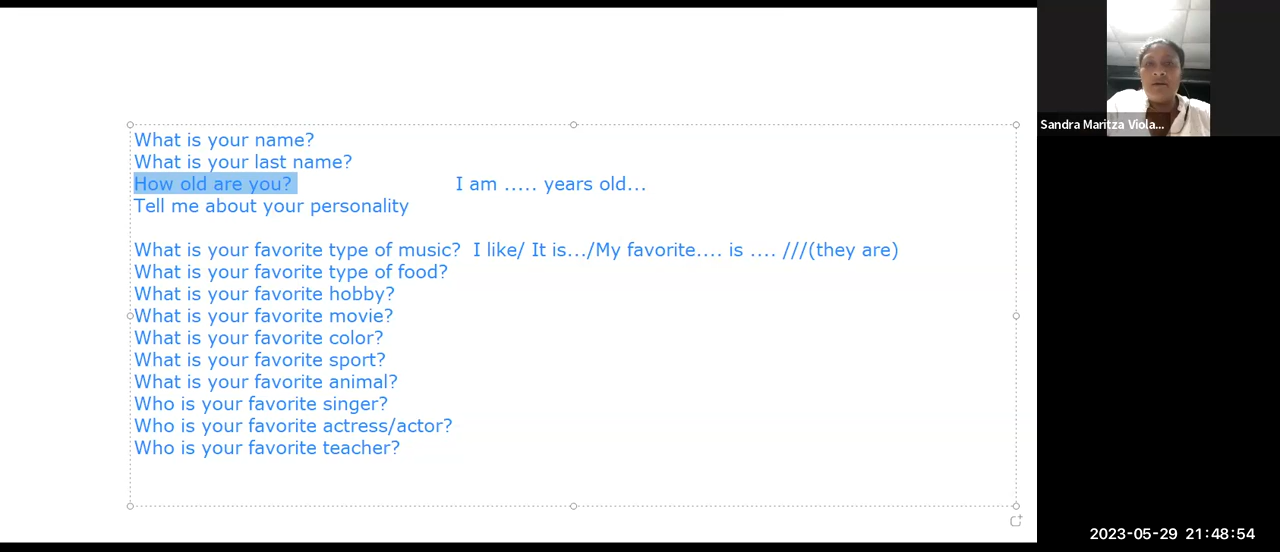 What is your name?
What is your last name?
How old are you? I am ..... years old...
Tell me about your personality
What is your favorite type of music? I like/ It is.../My favorite.... is .... ///(they are)
What is your favorite type of food?
What is your favorite hobby?
What is your favorite movie?
What is your favorite color?
What is your favorite sport?
What is your favorite animal?
Who is your favorite singer?
Who is your favorite actress/actor?
Who is your favorite teacher?
Sandra Maritza Viola...
2023-05-29 21:48:54